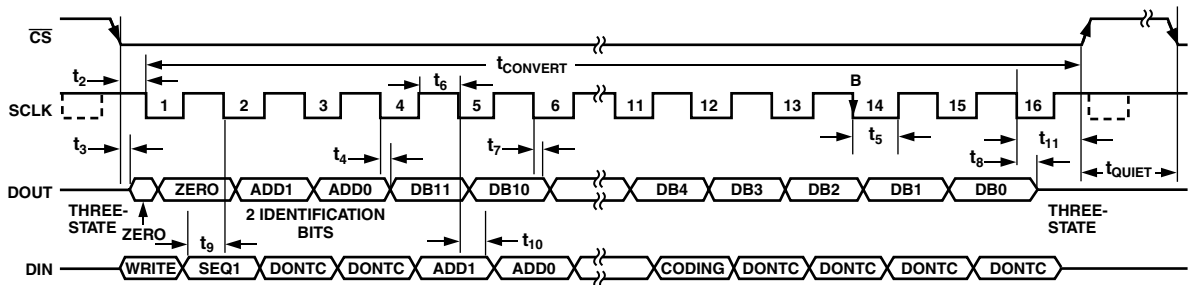 CS
t2 tCONVERT
t6 B
SCLK 1 2 3 4 5 6 11 12 13 14 15 16
t5 t11
t3 t4 t7 t8
tQUIET
DOUT ZERO ADD1 ADD0 DB11 DB10 DB4 DB3 DB2 DB1 DB0
THREE-STATE ZERO 2 IDENTIFICATION BITS THREE-STATE
t9 t10
DIN WRITE SEQ1 DONTC DONTC ADD1 ADD0 CODING DONTC DONTC DONTC DONTC